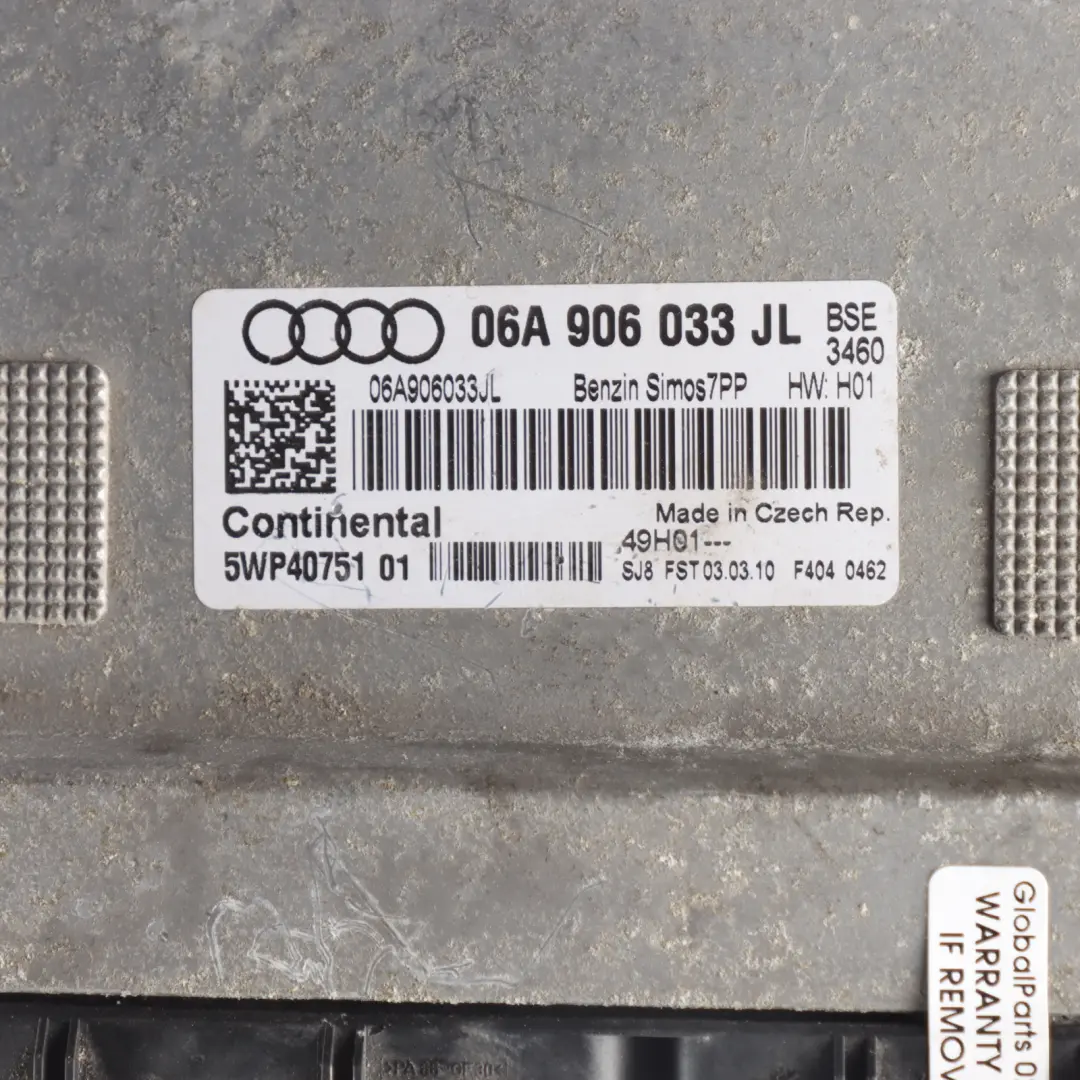 06A 906 033 JL
BSE
3460
06A906033JL Benzin Simos7PP HW: H01
Continental
Made in Czech Rep.
5WP40751 01
49H01---
SJ8 FST 03.03.10 F404 0462
GlobalParts
WARRANTY
IF